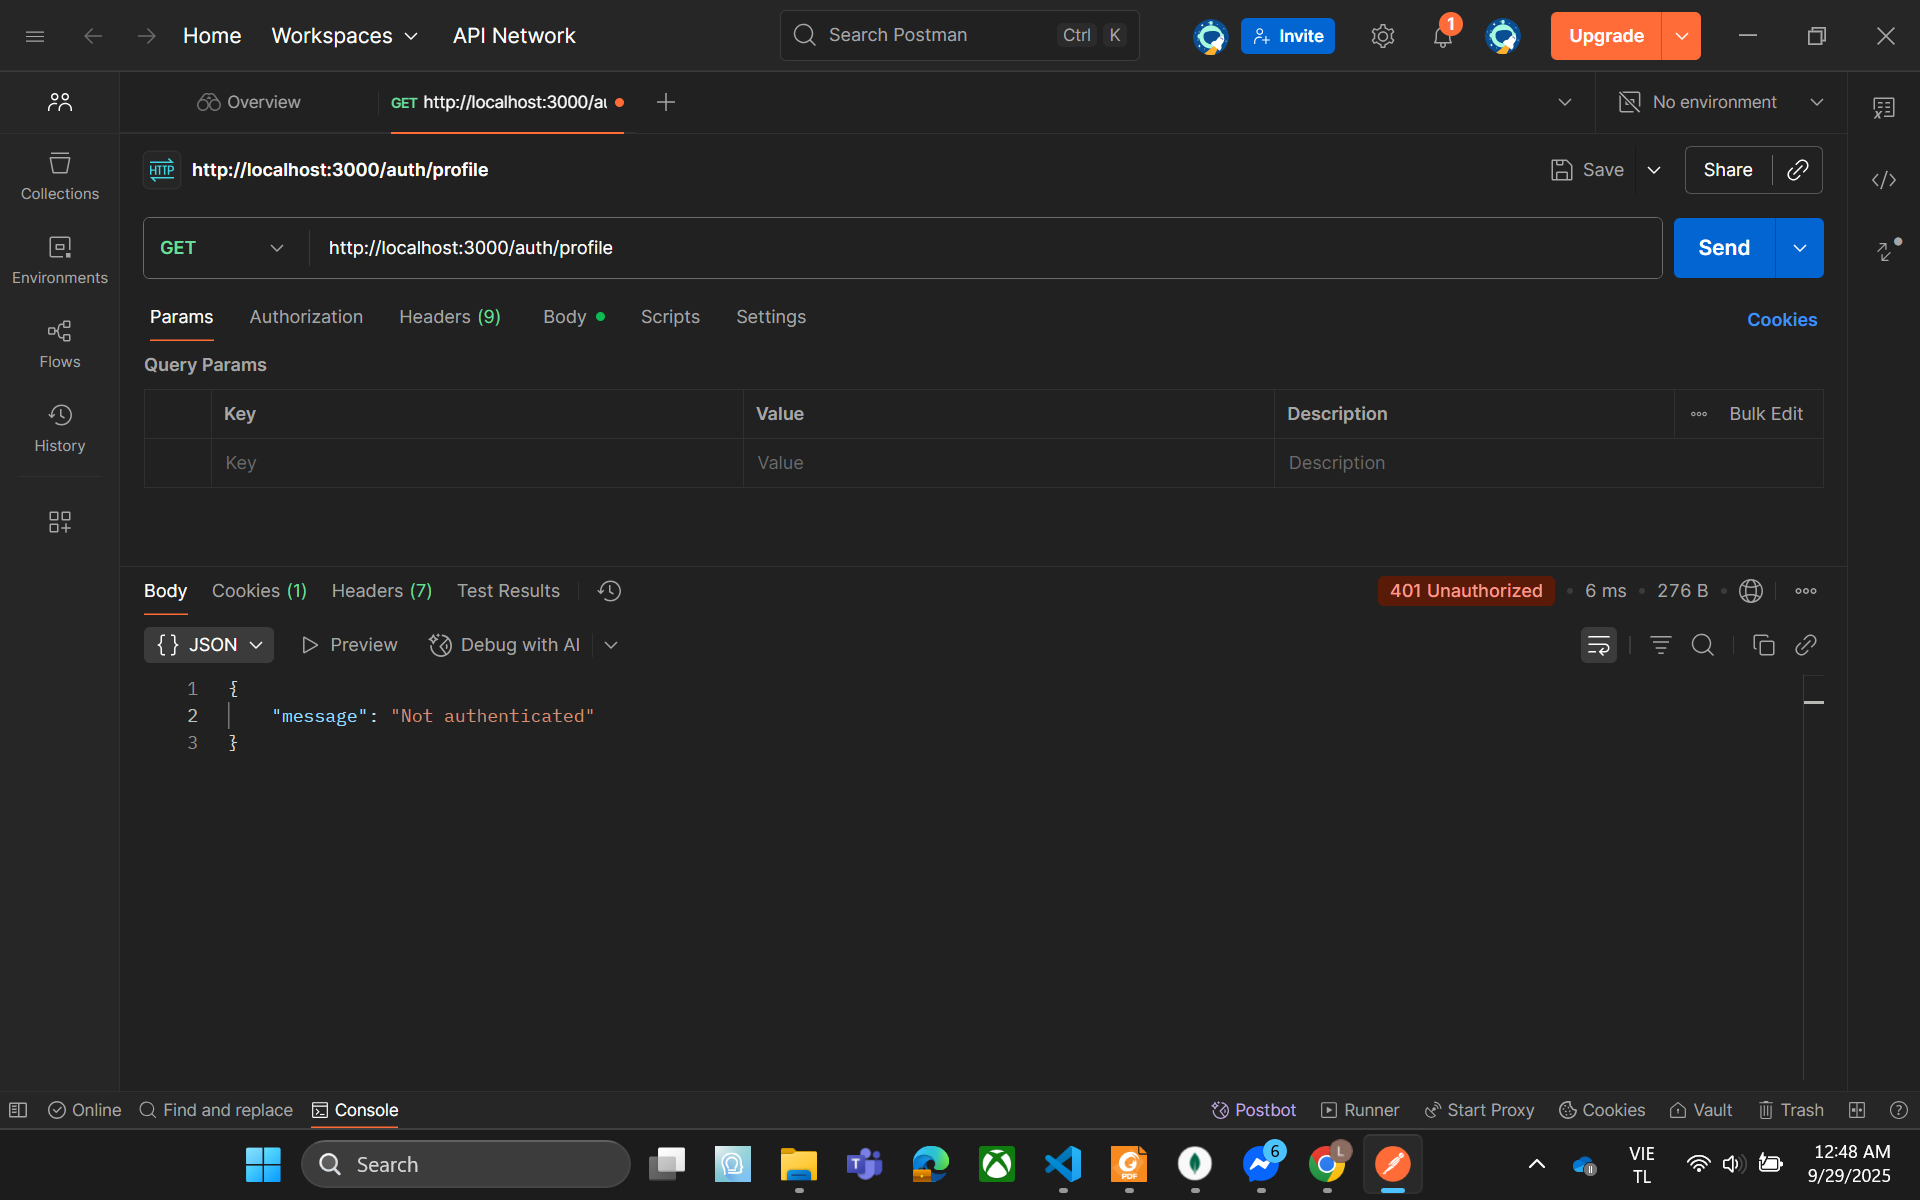 Home
Workspaces
API Network
Search Postman
Ctrl
K
Invite
1
Upgrade
Overview
GET http://localhost:3000/au
No environment
HTTP
http://localhost:3000/auth/profile
Save
Share
Collections
Environments
Flows
History
GET
http://localhost:3000/auth/profile
Send
Params
Authorization
Headers (9)
Body
Scripts
Settings
Cookies
Query Params
Key
Value
Description
Bulk Edit
Key
Value
Description
Body
Cookies (1)
Headers (7)
Test Results
401 Unauthorized
6 ms
276 B
{} JSON
Preview
Debug with AI
1 {
2 "message": "Not authenticated"
3 }
Online
Find and replace
Console
Postbot
Runner
Start Proxy
Cookies
Vault
Trash
Search
T
PDF
6
L
VIE
TL
12:48 AM
9/29/2025